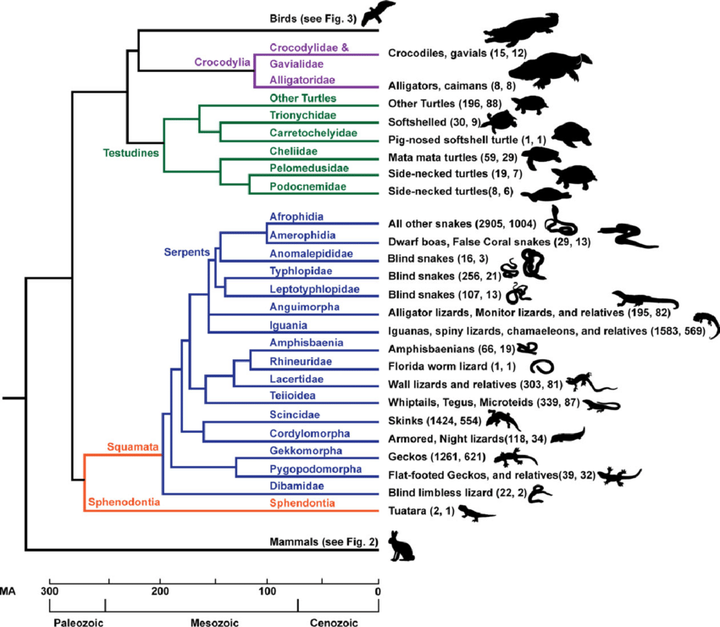 Birds (see Fig. 3)
Crocodylidae &
Crocodiles, gavials (15, 12)
Crocodylia
Gavialidae
Alligatoridae
Alligators, caimans (8, 8)
Other Turtles
Other Turtles (196, 88)
Trionychidae
Softshelled (30, 9)
Carretochelyidae
Pig-nosed softshell turtle (1, 1)
Testudines
Cheliidae
Mata mata turtles (59, 29)
Pelomedusidae
Side-necked turtles (19, 7)
Podocnemidae
Side-necked turtles(8, 6)
Afrophidia
All other snakes (2905, 1004)
Amerophidia
Dwarf boas, False Coral snakes (29, 13)
Serpents
Anomalepididae
Blind snakes (16, 3)
Typhlopidae
Blind snakes (256, 21)
Leptotyphlopidae
Blind snakes (107, 13)
Anguimorpha
Alligator lizards, Monitor lizards, and relatives (195, 82)
Iguania
Iguanas, spiny lizards, chamaeleons, and relatives (1583, 569)
Amphisbaenia
Amphisbaenians (66, 19)
Rhineuridae
Florida worm lizard (1, 1)
Lacertidae
Wall lizards and relatives (303, 81)
Teiioidea
Whiptails, Tegus, Microteids (339, 87)
Scincidae
Skinks (1424, 554)
Cordylomorpha
Armored, Night lizards(118, 34)
Squamata
Gekkomorpha
Geckos (1261, 621)
Pygopodomorpha
Flat-footed Geckos, and relatives(39, 32)
Dibamidae
Blind limbless lizard (22, 2)
Sphenodontia
Sphendontia
Tuatara (2, 1)
Mammals (see Fig. 2)
MA 300 200 100 0
Paleozoic Mesozoic Cenozoic